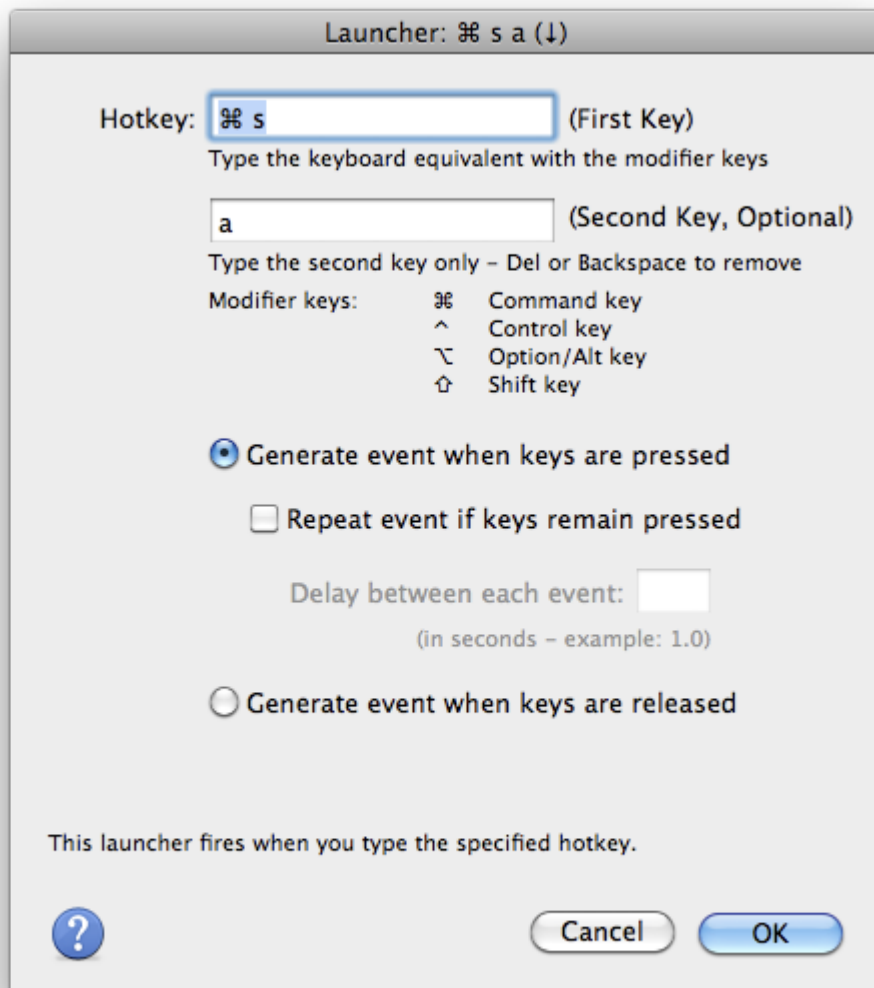 Launcher: ⌘ s a (↓)
Hotkey: ⌘ s (First Key)
Type the keyboard equivalent with the modifier keys
a (Second Key, Optional)
Type the second key only – Del or Backspace to remove
Modifier keys: ⌘ Command key
^ Control key
⌥ Option/Alt key
⇧ Shift key
Generate event when keys are pressed
Repeat event if keys remain pressed
Delay between each event:
(in seconds – example: 1.0)
Generate event when keys are released
This launcher fires when you type the specified hotkey.
? Cancel OK